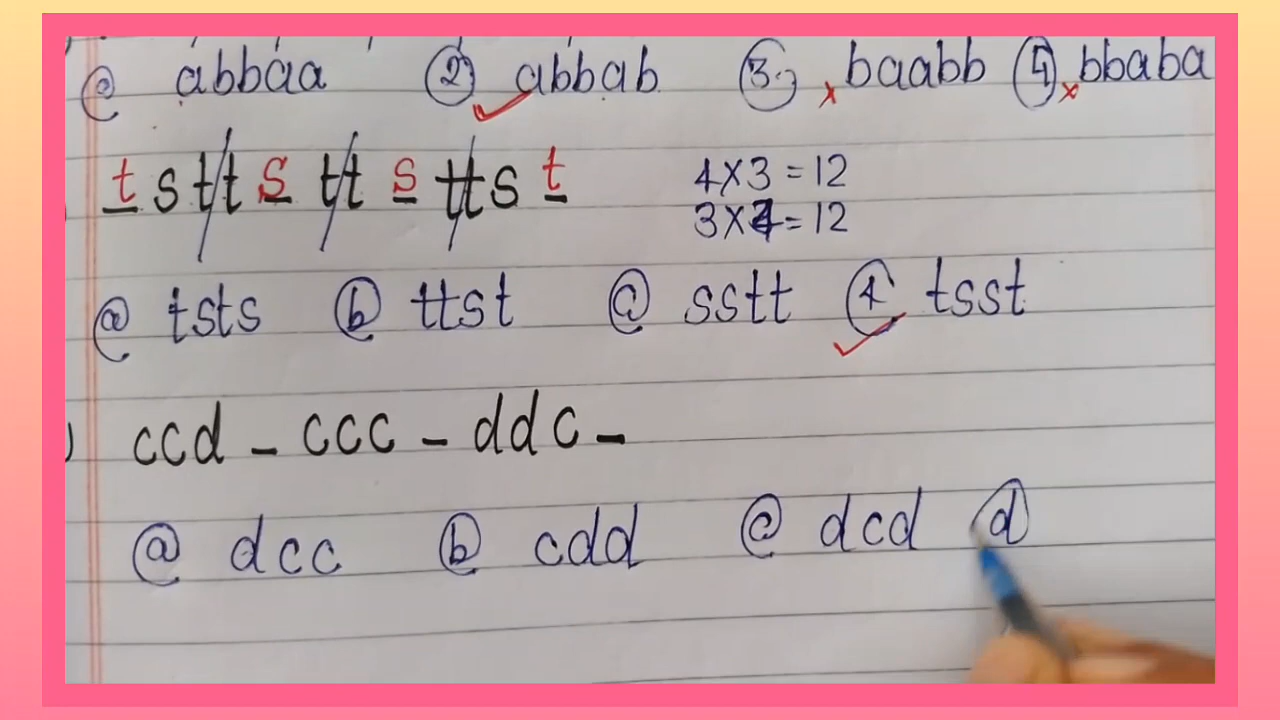 @ abbaa ② abbab ③ × baabb ④ × bbaba
t s t t s t t s t t s t 4×3=12
3×4=12
ⓐ tsts ⓑ ttst ⓒ sstt ④ tsst
) ccd _ ccc _ ddc _
ⓐ dcc ⓑ cdd ⓒ dcd ⓓ